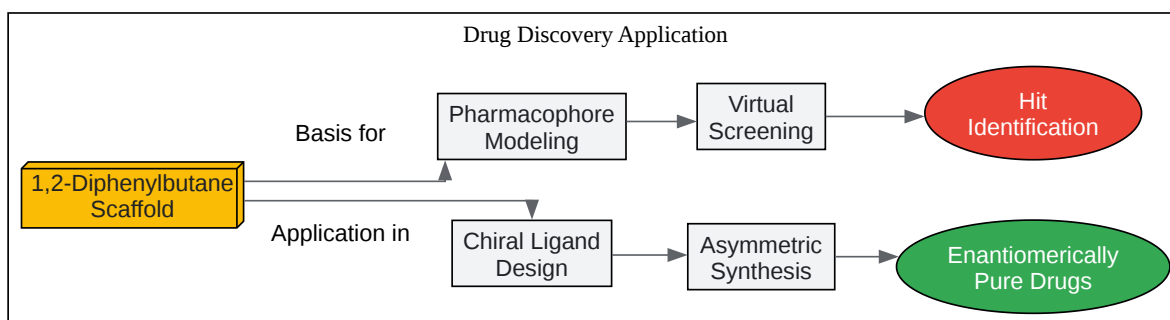 Drug Discovery Application
Basis for
Pharmacophore
Modeling
Virtual
Screening
Hit
Identification
1,2-Diphenylbutane
Scaffold
Application in
Chiral Ligand
Design
Asymmetric
Synthesis
Enantiomerically
Pure Drugs